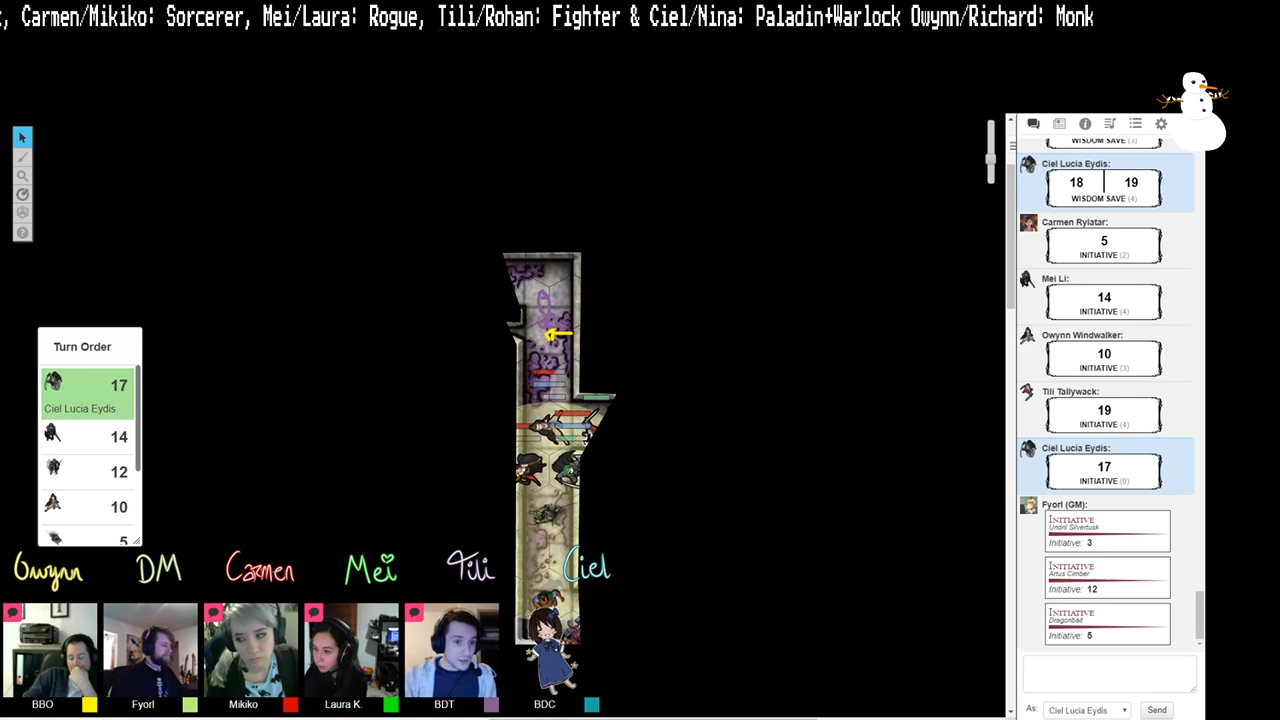 , Carmen/Mikiko: Sorcerer, Mei/Laura: Rogue, Tili/Rohan: Fighter & Ciel/Nina: Paladin+Warlock Owynn/Richard: Monk
WISDOM SAVE (3)
Ciel Lucia Eydis:
18 19
WISDOM SAVE (4)
Carmen Rylatar:
5
INITIATIVE (2)
Mei Li:
14
INITIATIVE (4)
Owynn Windwalker:
10
INITIATIVE (3)
Tili Tallywack:
19
INITIATIVE (4)
Ciel Lucia Eydis:
17
INITIATIVE (0)
Fyorl (GM):
INITIATIVE
Undril Silvertusk
Initiative: 3
INITIATIVE
Artus Cimber
Initiative: 12
INITIATIVE
Dragonbait
Initiative: 5
As: Ciel Lucia Eydis Send
Turn Order
17
Ciel Lucia Eydis
14
12
10
5
Owynn DM Carmen Mei Tili Ciel
BBO Fyorl Mikiko Laura K. BDT BDC